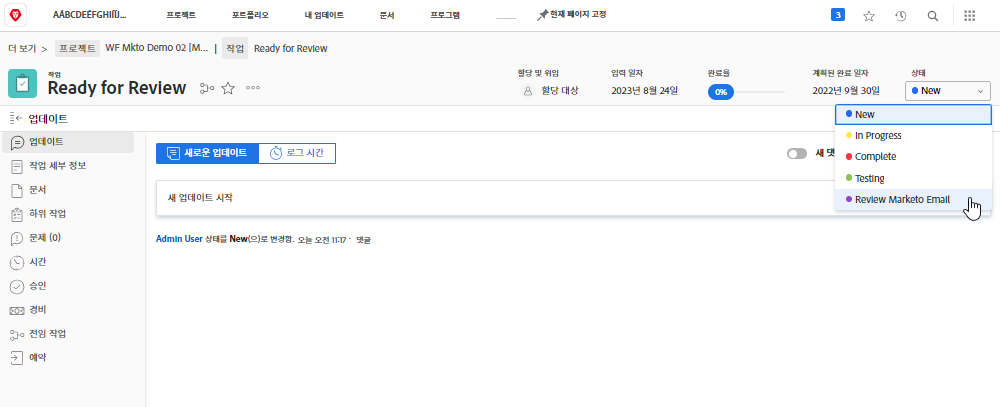 AÁBCDEÉFGHIÍĬJ... 프로젝트 포트폴리오 내 업데이트 문서 프로그램 현재 페이지 고정 3
더 보기 > 프로젝트 WF Mkto Demo 02 [M... | 작업 Ready for Review
작업
Ready for Review
할당 및 위임
할당 대상
입력 일자
2023년 8월 24일
완료율
0%
계획된 완료 일자
2022년 9월 30일
상태
New
New
In Progress
Complete
Testing
Review Marketo Email
업데이트
업데이트
작업 세부 정보
문서
하위 작업
문제 (0)
시간
승인
경비
전임 작업
예약
새로운 업데이트 로그 시간
새 댓
새 업데이트 시작
Admin User 상태를 New(으)로 변경함. 오늘 오전 11:17 · 댓글